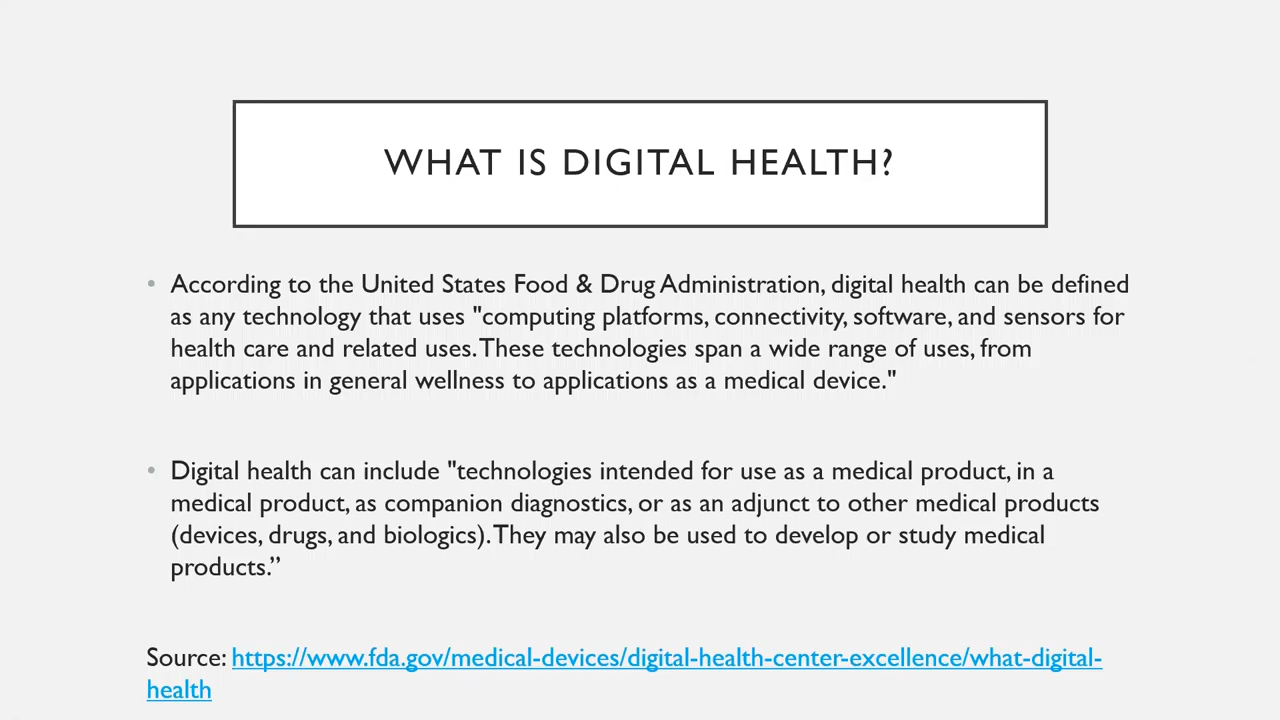 WHAT IS DIGITAL HEALTH?
• According to the United States Food & Drug Administration, digital health can be defined
as any technology that uses "computing platforms, connectivity, software, and sensors for
health care and related uses. These technologies span a wide range of uses, from
applications in general wellness to applications as a medical device."
• Digital health can include "technologies intended for use as a medical product, in a
medical product, as companion diagnostics, or as an adjunct to other medical products
(devices, drugs, and biologics). They may also be used to develop or study medical
products.”
Source: https://www.fda.gov/medical-devices/digital-health-center-excellence/what-digital-
health